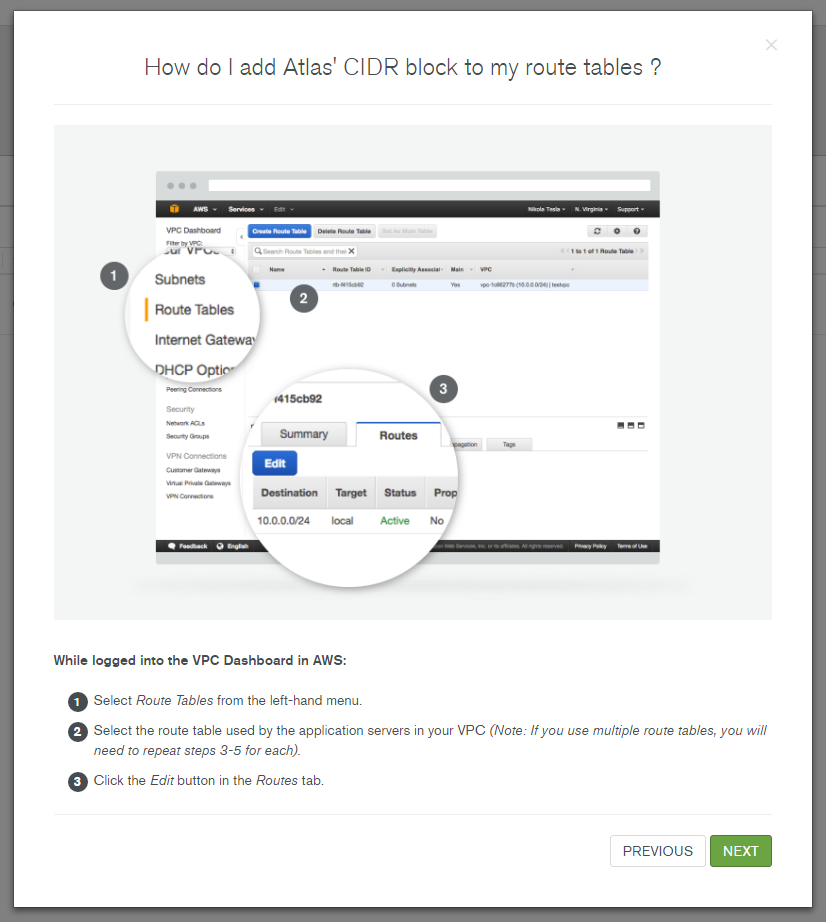 How do I add Atlas' CIDR block to my route tables ?
AWS Services Edit Nikola Tesla N. Virginia Support
VPC Dashboard
Filter by VPC:
Create Route Table Delete Route Table Set As Main Table
Search Route Tables and their X
1 to 1 of 1 Route Table
Name Route Table ID Explicitly Associat Main VPC
rtb-f415cb92 0 Subnets Yes vpc-1c66277b (10.0.0.0/24) | testvpc
1
Subnets
Route Tables
Internet Gateway
DHCP Option
2
Peering Connections
Security
Network ACLs
Security Groups
VPN Connections
Customer Gateways
Virtual Private Gateways
VPN Connections
3
f415cb92
Summary Routes Tags
Edit
Destination Target Status Prop
10.0.0.0/24 local Active No
Feedback English
Web Services, Inc. or its affiliates. All rights reserved. Privacy Policy Terms of Use
While logged into the VPC Dashboard in AWS:
1 Select Route Tables from the left-hand menu.
2 Select the route table used by the application servers in your VPC (Note: If you use multiple route tables, you will
need to repeat steps 3-5 for each).
3 Click the Edit button in the Routes tab.
PREVIOUS NEXT